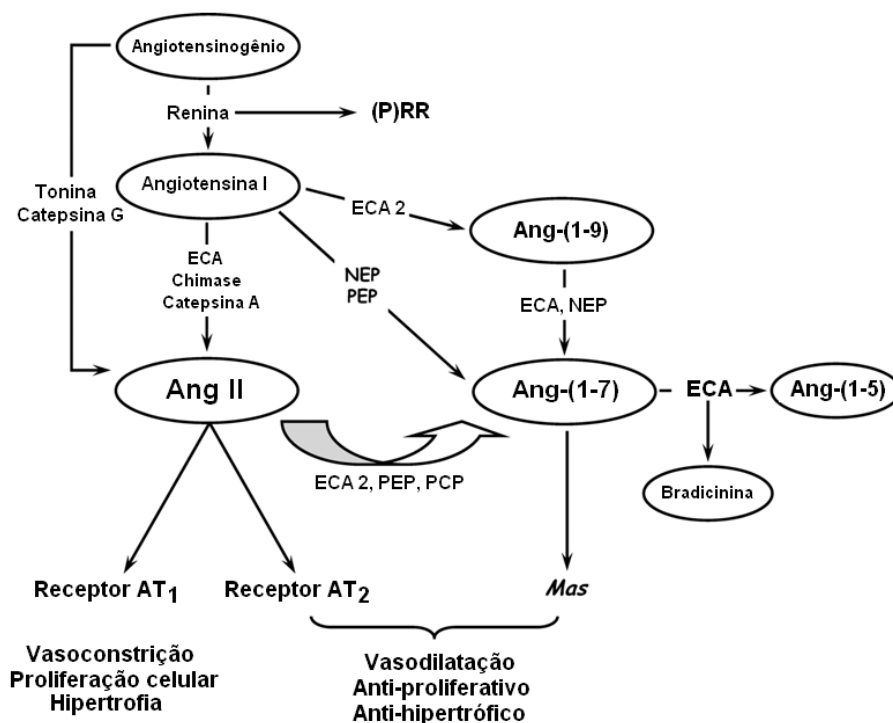 Angiotensinogênio
Renina
(P)RR
Tonina
Catepsina G
Angiotensina I
ECA 2
Ang-(1-9)
ECA
Chimase
Catepsina A
NEP
PEP
ECA, NEP
Ang II
Ang-(1-7)
ECA
Ang-(1-5)
ECA 2, PEP, PCP
Bradicinina
Receptor AT1
Receptor AT2
Mas
Vasoconstrição
Proliferação celular
Hipertrofia
Vasodilatação
Anti-proliferativo
Anti-hipertrófico